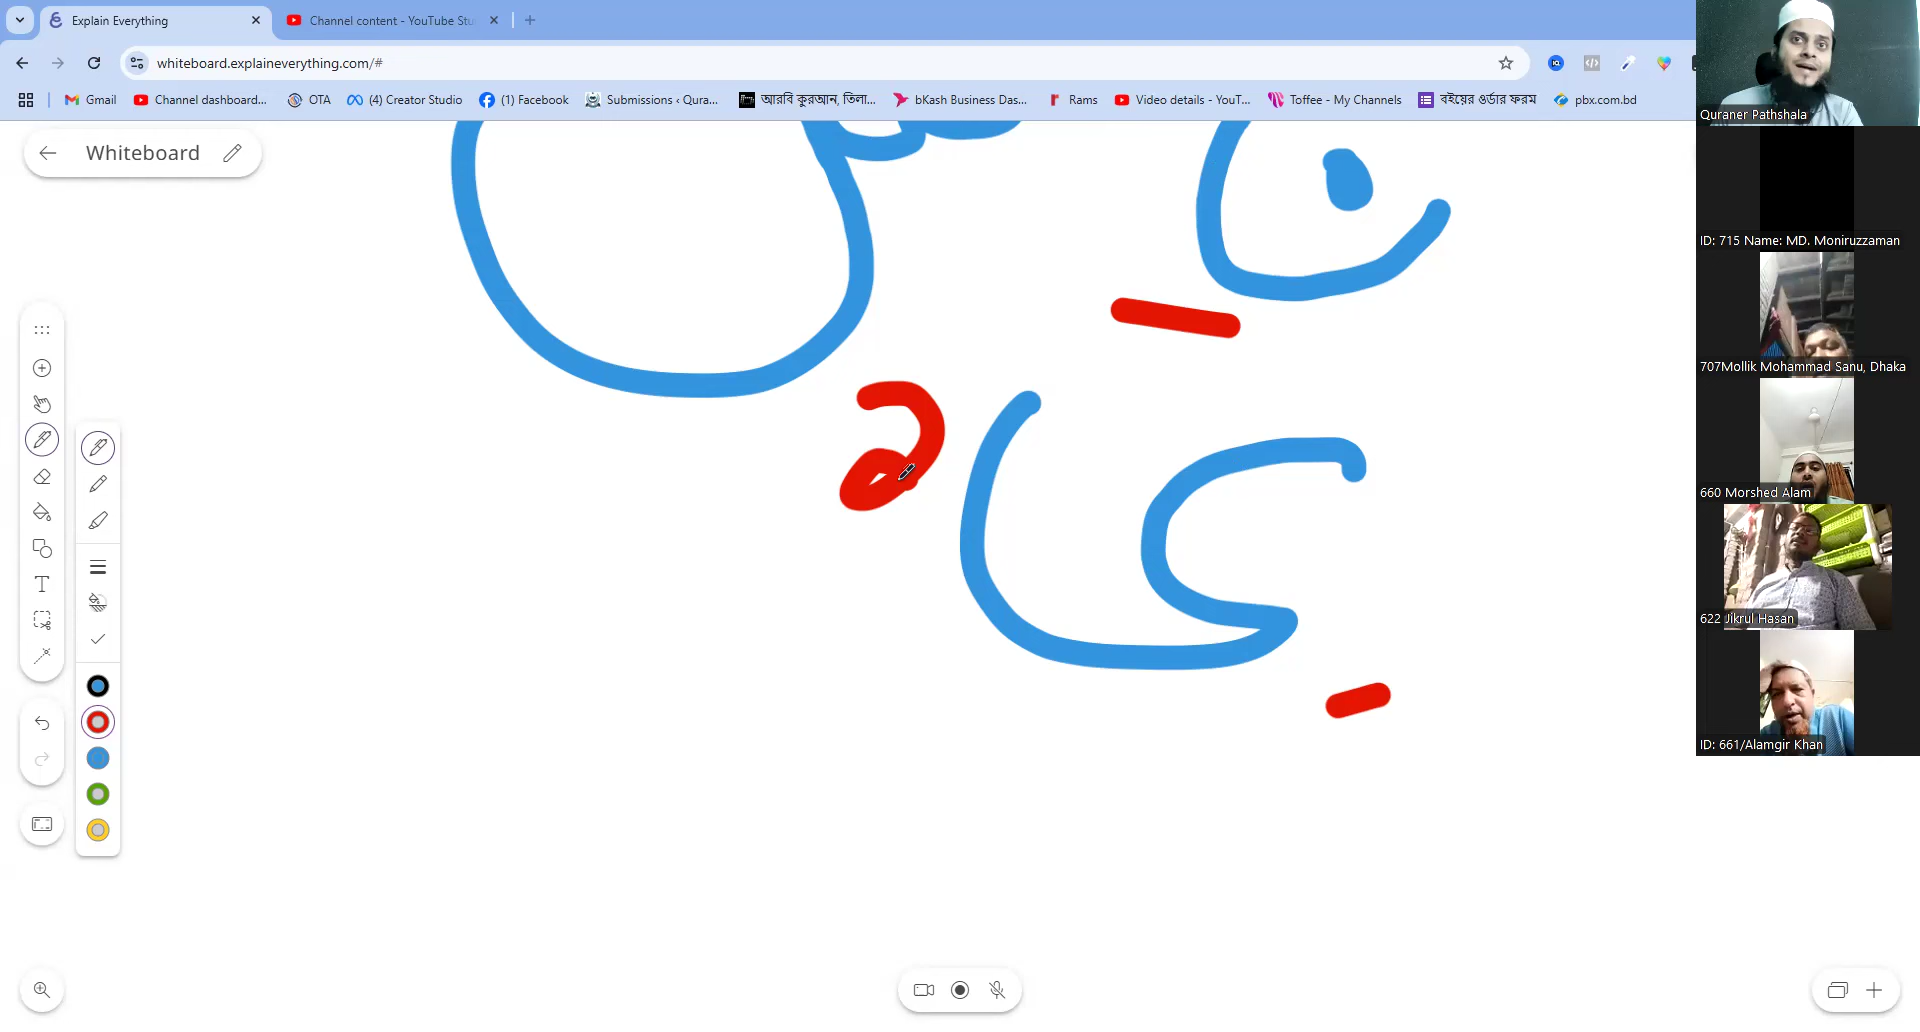 Explain Everything
Channel content - YouTube Stu
whiteboard.explaineverything.com/#
Gmail
Channel dashboard...
OTA
(4) Creator Studio
(1) Facebook
Submissions ‹ Qura...
আরবি কুরআন, তিলা...
bKash Business Das...
Rams
Video details - YouT...
Toffee - My Channels
বইয়ের ওর্ডার ফরম
pbx.com.bd
Whiteboard
Quraner Pathshala
ID: 715 Name: MD. Moniruzzaman
707Mollik Mohammad Sanu, Dhaka
660 Morshed Alam
622 Jikrul Hasan
ID: 661/Alamgir Khan